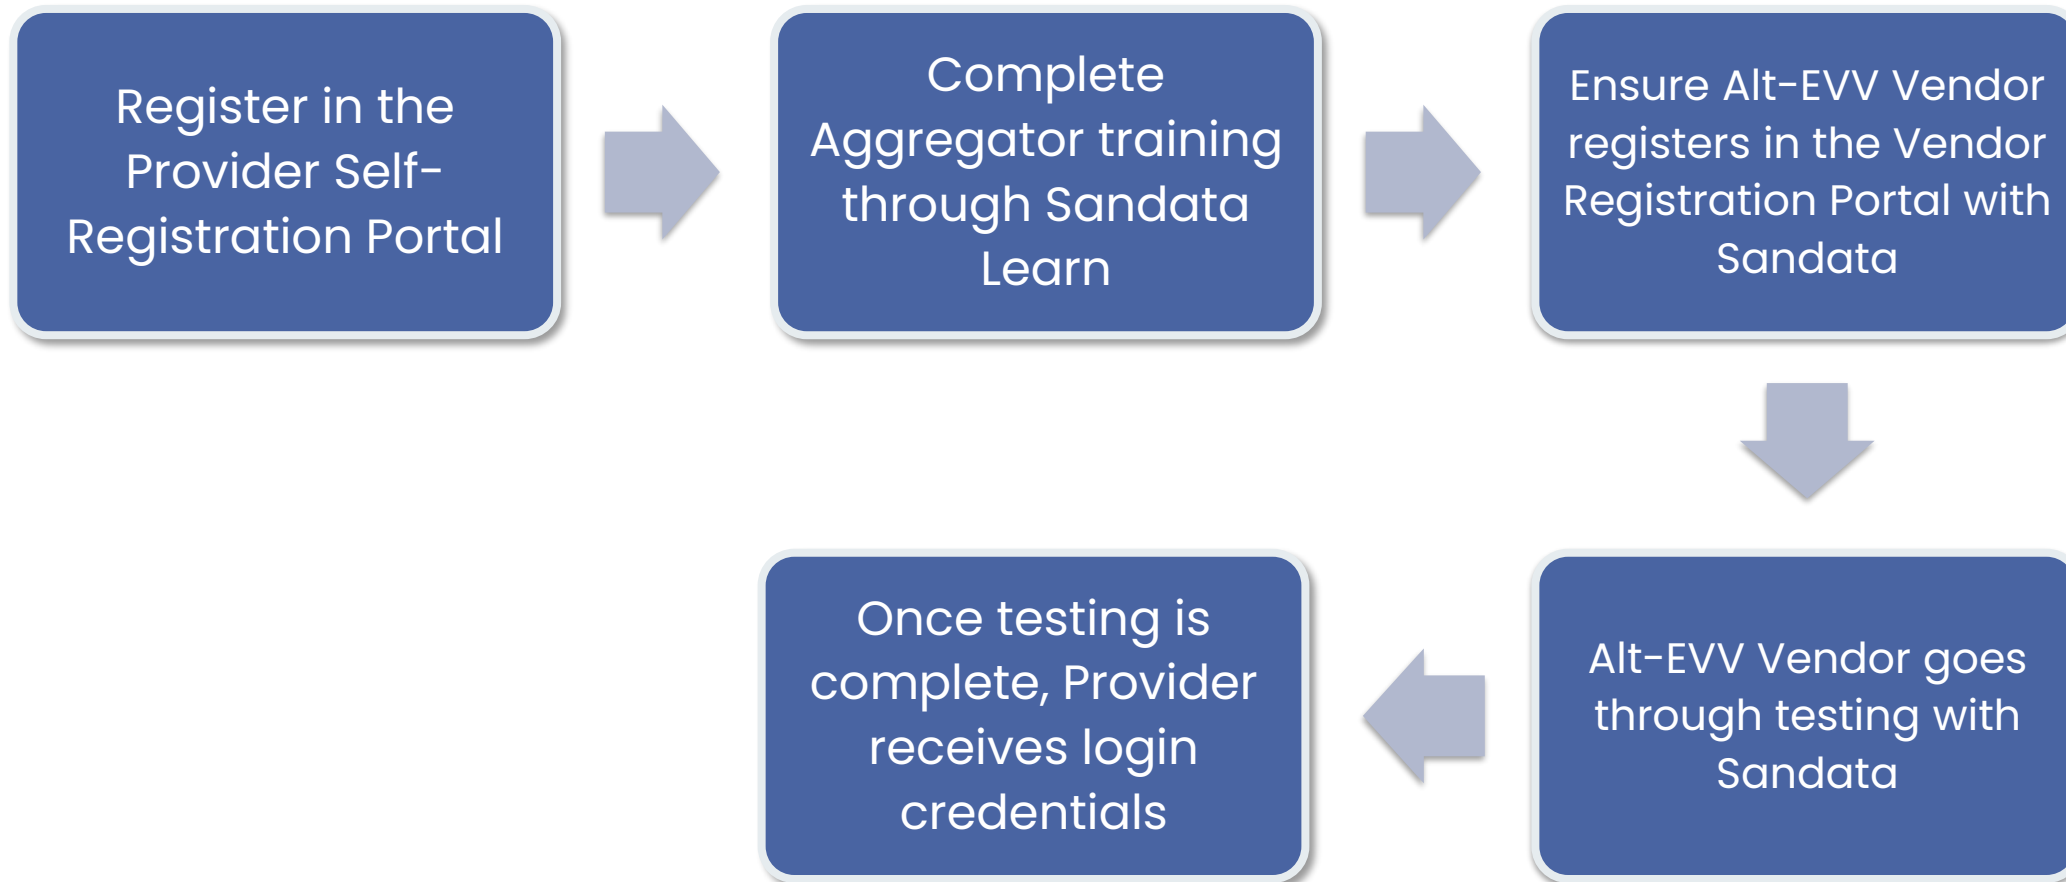 Register in the
Provider Self-
Registration Portal
Complete
Aggregator training
through Sandata
Learn
Ensure Alt-EVV Vendor
registers in the Vendor
Registration Portal with
Sandata
Alt-EVV Vendor goes
through testing with
Sandata
Once testing is
complete, Provider
receives login
credentials